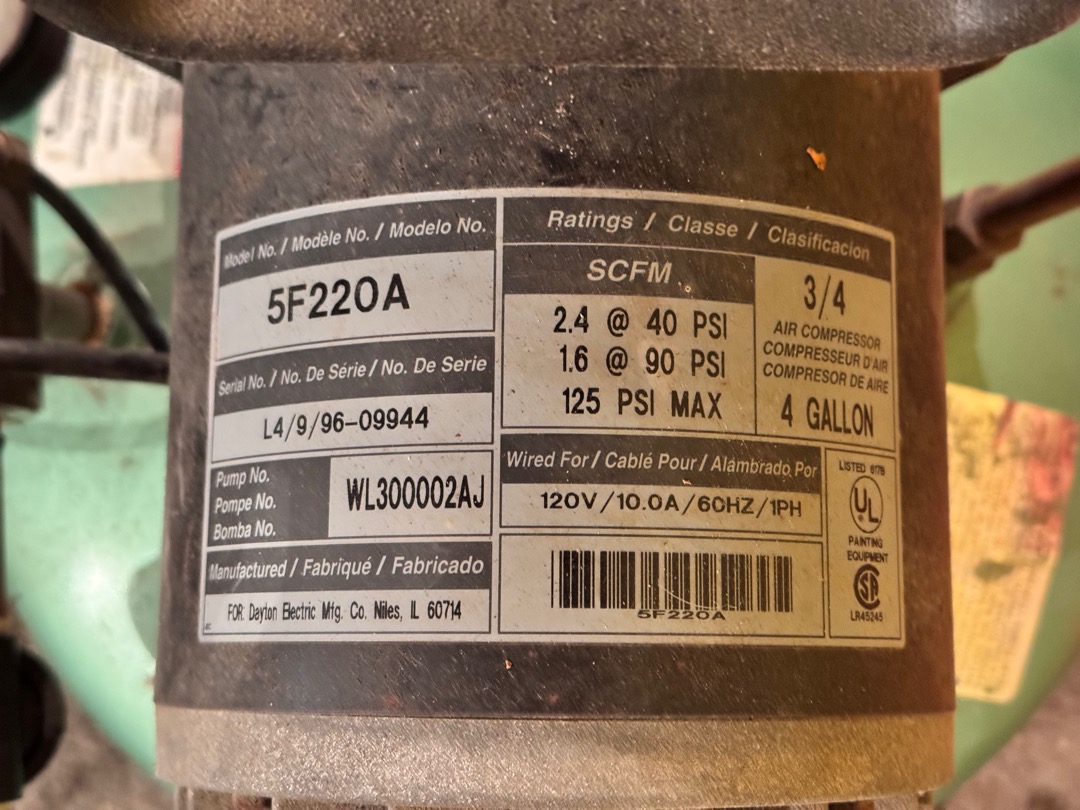 Model No. / Modèle No. / Modelo No.
5F220A
Serial No. / No. De Série / No. De Serie
L4/9/96-09944
Pump No.
Pompe No.
Bomba No.
WL300002AJ
Manufactured / Fabriqué / Fabricado
FOR: Dayton Electric Mfg. Co. Niles, IL 60714
Ratings / Classe / Clasificacion
SCFM
2.4 @ 40 PSI
1.6 @ 90 PSI
125 PSI MAX
3/4
AIR COMPRESSOR
COMPRESSEUR D'AIR
COMPRESOR DE AIRE
4 GALLON
Wired For / Cablé Pour / Alambrado Por
120V/10.0A/60HZ/1PH
5F220A
LISTED 617B
UL
PAINTING
EQUIPMENT
SA
LR45245